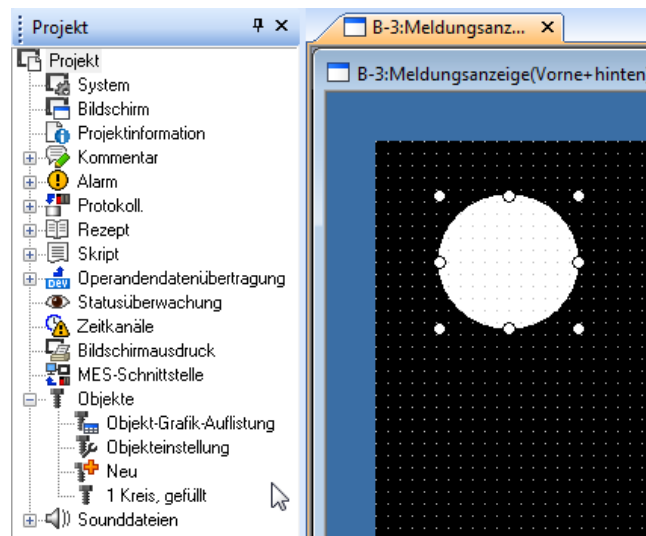 Projekt
B-3:Meldungsanz...
Projekt
System
Bildschirm
Projektinformation
Kommentar
Alarm
Protokoll.
Rezept
Skript
Dev
Operandendatenübertragung
Statusüberwachung
Zeitkanäle
Bildschirmausdruck
MES-Schnittstelle
Objekte
Objekt-Grafik-Auflistung
Objekteinstellung
Neu
1 Kreis, gefüllt
Sounddateien
B-3:Meldungsanzeige(Vorne+hinten